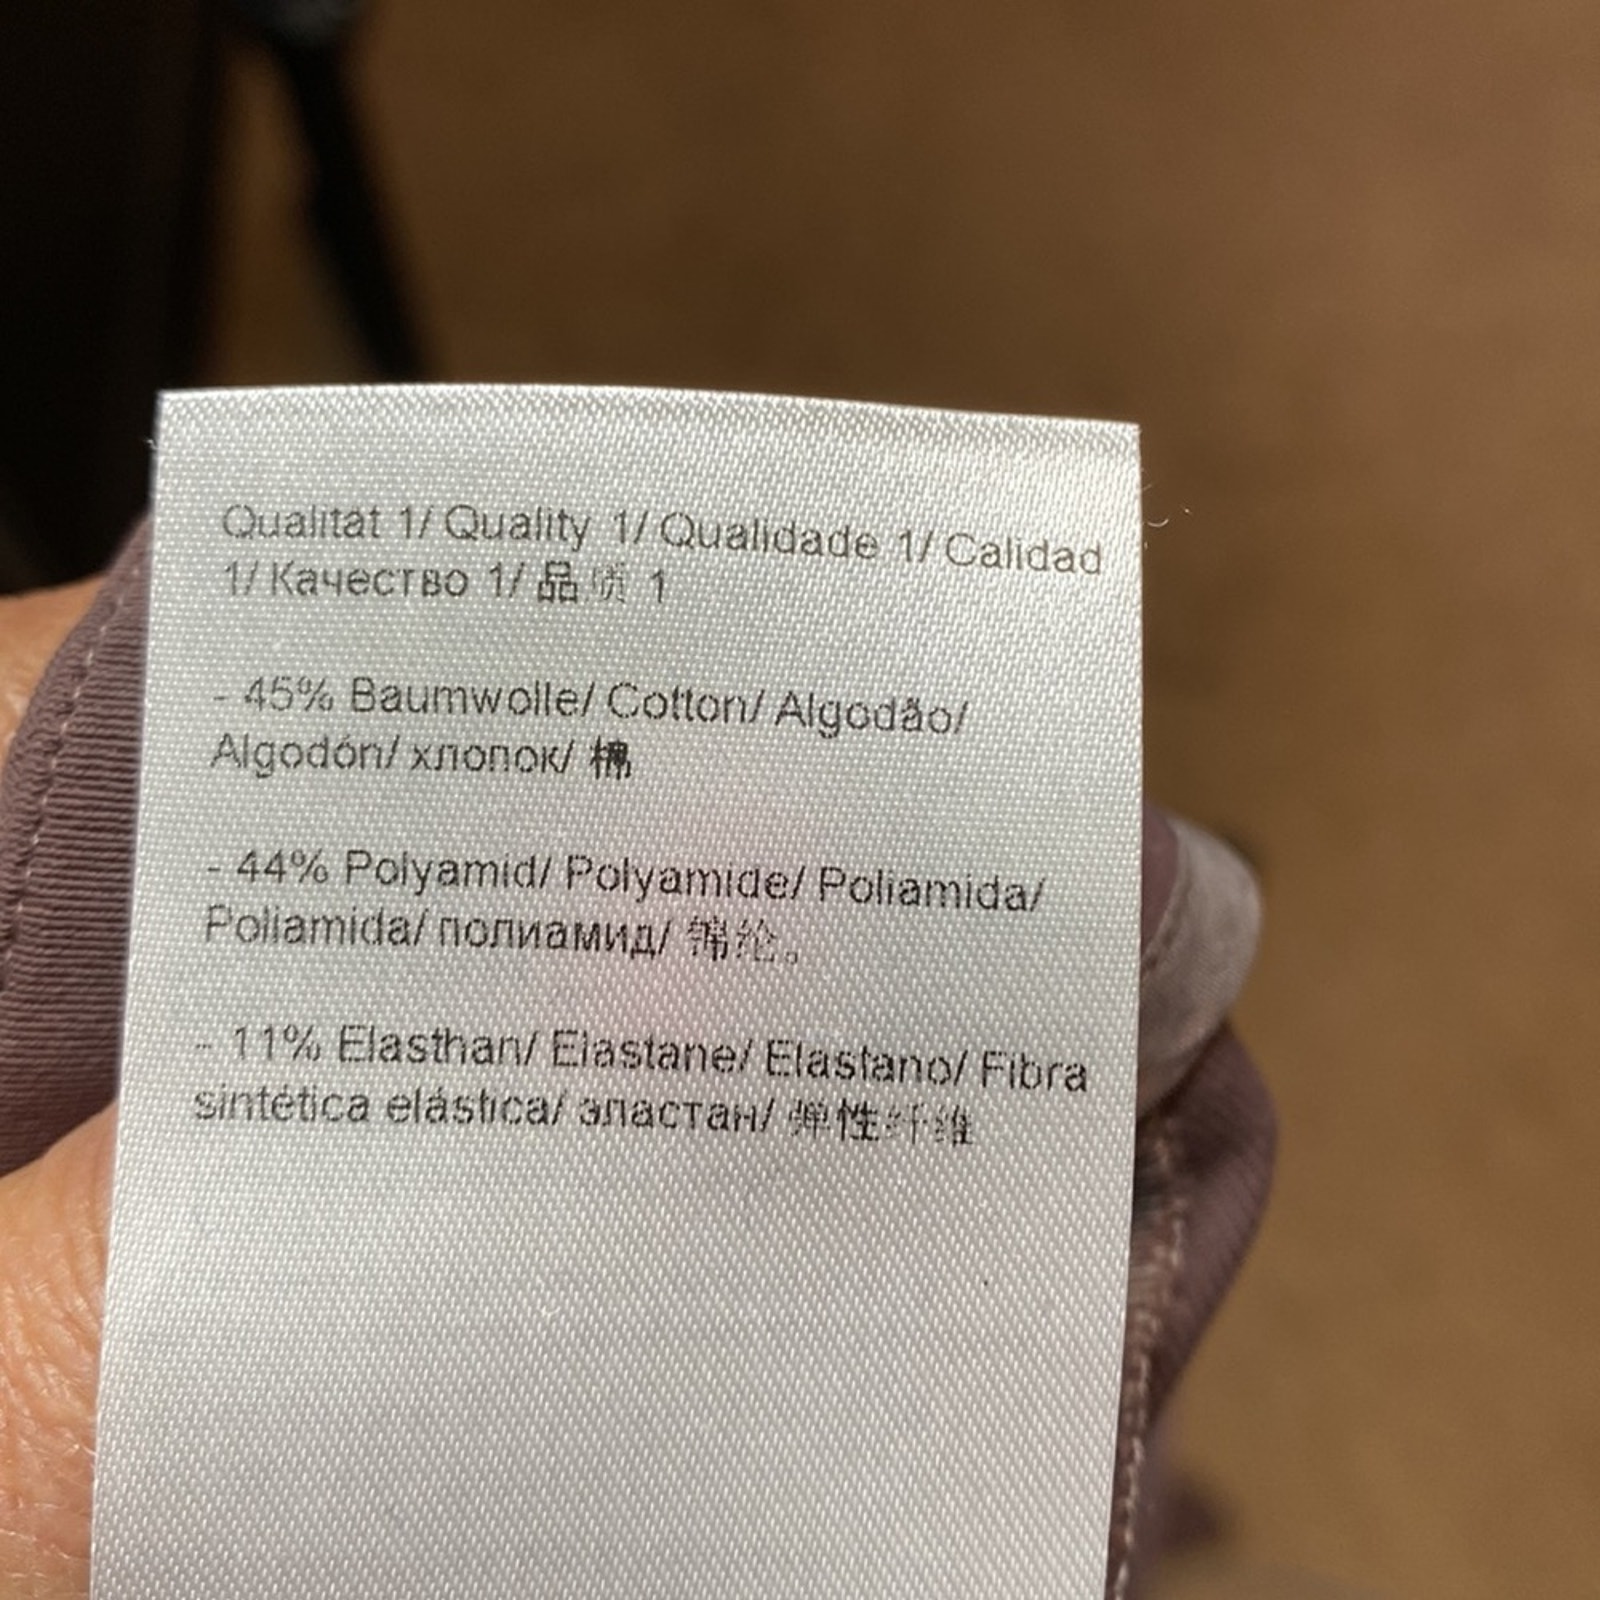 Qualität 1/ Quality 1/ Qualidade 1/ Calidad
1/ Качество 1/ 品质 1
- 45% Baumwolle/ Cotton/ Algodão/
Algodón/ хлопок/ 棉
- 44% Polyamid/ Polyamide/ Poliamida/
Poliamida/ полиамид/ 锦纶。
- 11% Elasthan/ Elastane/ Elastano/ Fibra
sintética elástica/ эластан/ 弹性纤维